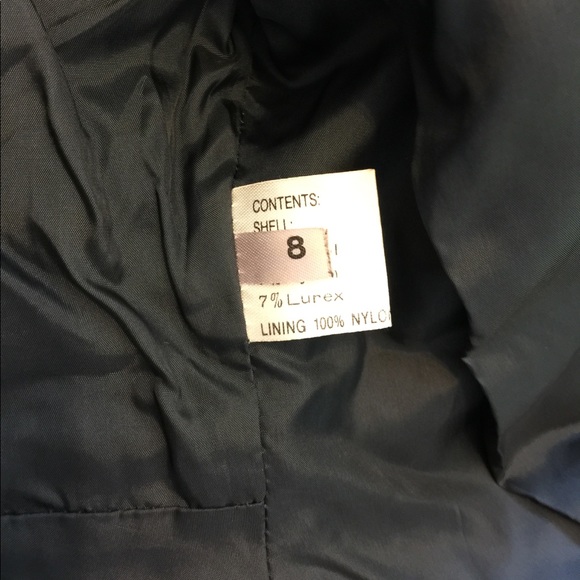 CONTENTS:
SHELL:
8
7% Lurex
LINING 100% NYLO